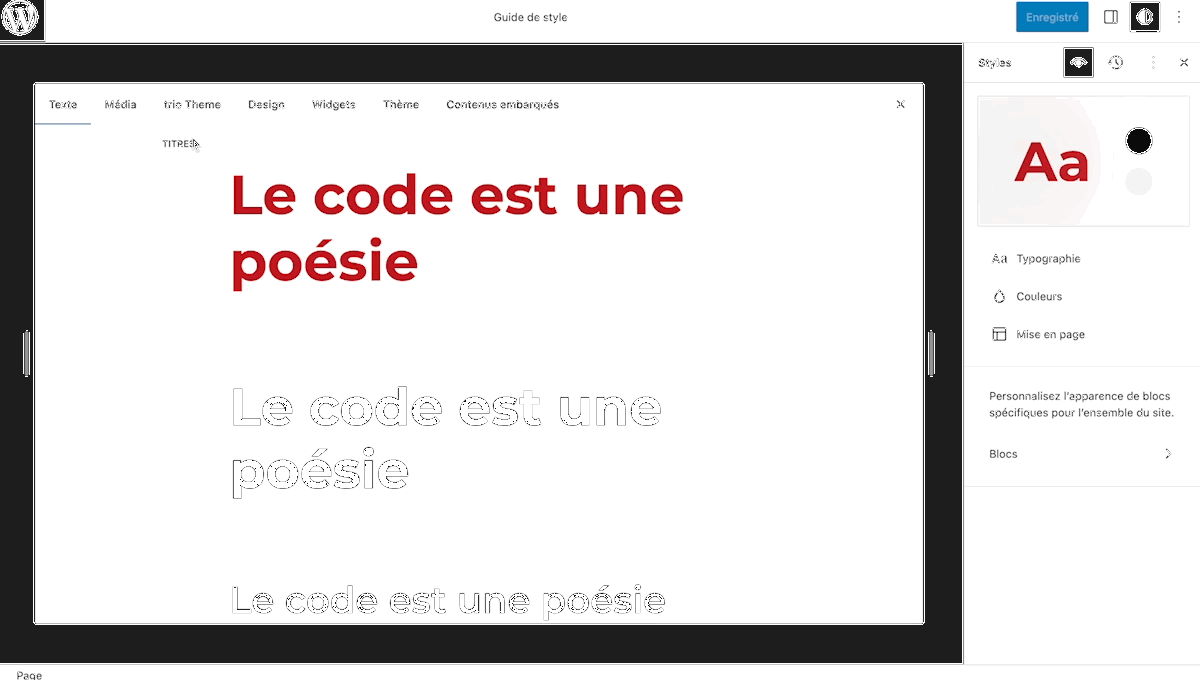 Guide de style
Enregistré
Styles
Texte Média trio Theme Design Widgets Thème Contenus embarqués
TITRES
Le code est une
poésie
Le code est une
poésie
Le code est une poésie
Aa
Aa Typographie
Couleurs
Mise en page
Personnalisez l'apparence de blocs
spécifiques pour l'ensemble du site.
Blocs
Page